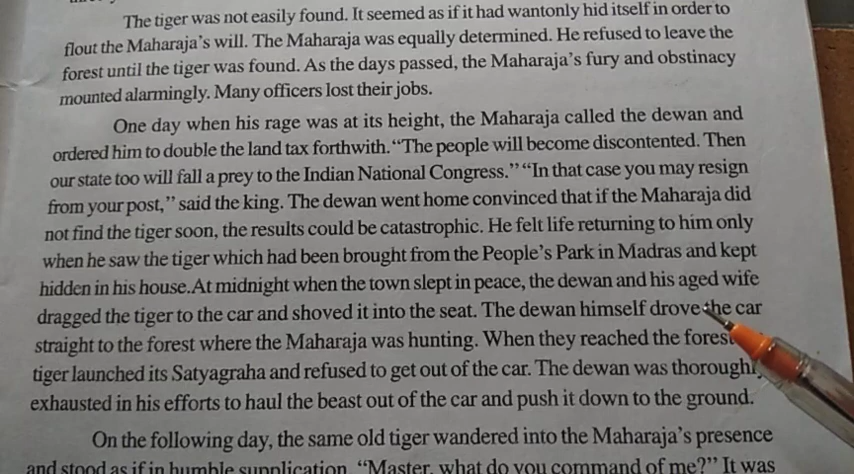 The tiger was not easily found. It seemed as if it had wantonly hid itself in order to
flout the Maharaja's will. The Maharaja was equally determined. He refused to leave the
forest until the tiger was found. As the days passed, the Maharaja's fury and obstinacy
mounted alarmingly. Many officers lost their jobs.
One day when his rage was at its height, the Maharaja called the dewan and
ordered him to double the land tax forthwith. “The people will become discontented. Then
our state too will fall a prey to the Indian National Congress.” “In that case you may resign
from your post,” said the king. The dewan went home convinced that if the Maharaja did
not find the tiger soon, the results could be catastrophic. He felt life returning to him only
when he saw the tiger which had been brought from the People's Park in Madras and kept
hidden in his house.At midnight when the town slept in peace, the dewan and his aged wife
dragged the tiger to the car and shoved it into the seat. The dewan himself drove the car
straight to the forest where the Maharaja was hunting. When they reached the
tiger launched its Satyagraha and refused to get out of the car. The dewan was
exhausted in his efforts to haul the beast out of the car and push it down to the ground.
On the following day, the same old tiger wandered into the Maharaja's presence
and stood as if in humble supplication, “Master, what do you command of me?” It was